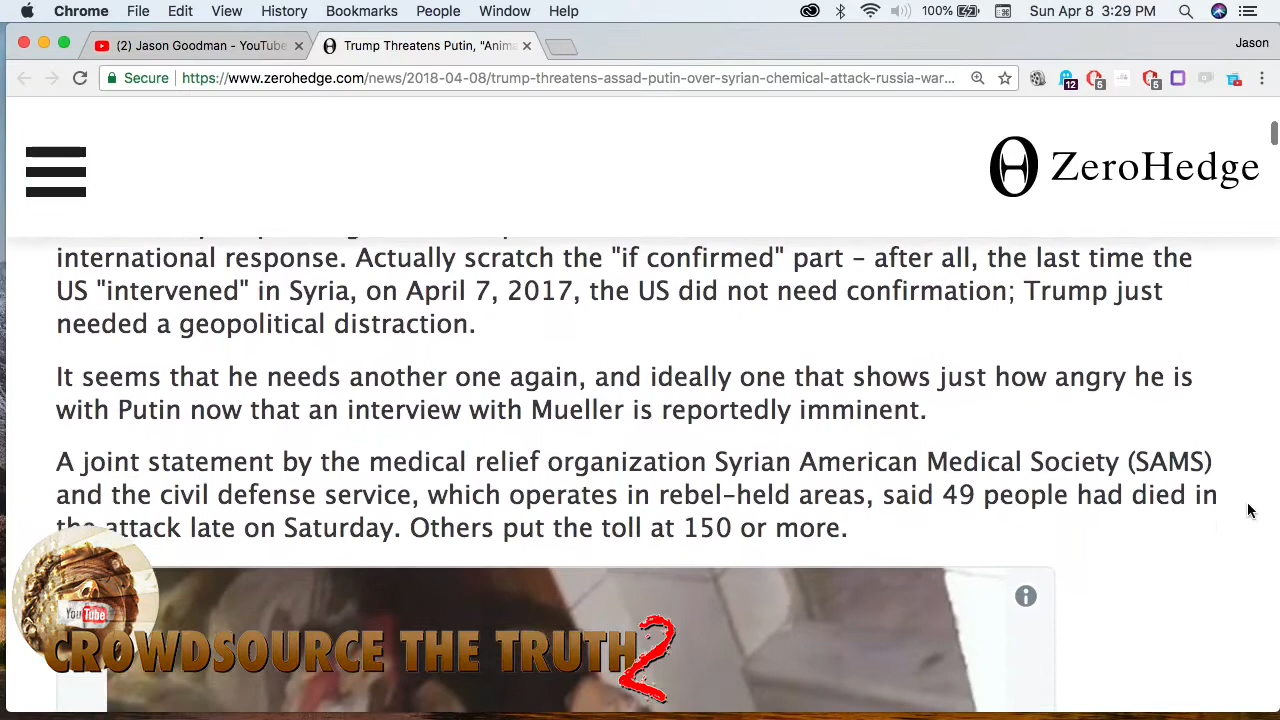 Chrome File Edit View History Bookmarks People Window Help 100% Sun Apr 8 3:29 PM
(2) Jason Goodman - YouTube Trump Threatens Putin, "Anima Jason
Secure https://www.zerohedge.com/news/2018-04-08/trump-threatens-assad-putin-over-syrian-chemical-attack-russia-war... 12 5 5
ZeroHedge
international response. Actually scratch the "if confirmed" part – after all, the last time the
US "intervened" in Syria, on April 7, 2017, the US did not need confirmation; Trump just
needed a geopolitical distraction.
It seems that he needs another one again, and ideally one that shows just how angry he is
with Putin now that an interview with Mueller is reportedly imminent.
A joint statement by the medical relief organization Syrian American Medical Society (SAMS)
and the civil defense service, which operates in rebel-held areas, said 49 people had died in
the attack late on Saturday. Others put the toll at 150 or more.
YouTube
CROWDSOURCE THE TRUTH 2